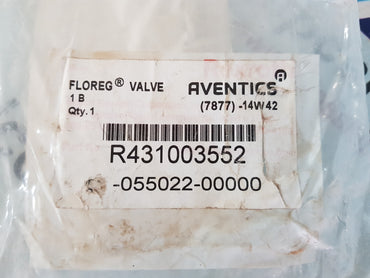 FLOREG® VALVE
1 B
Qty. 1
AVENTICS
(7877) -14W42
R431003552
-055022-00000